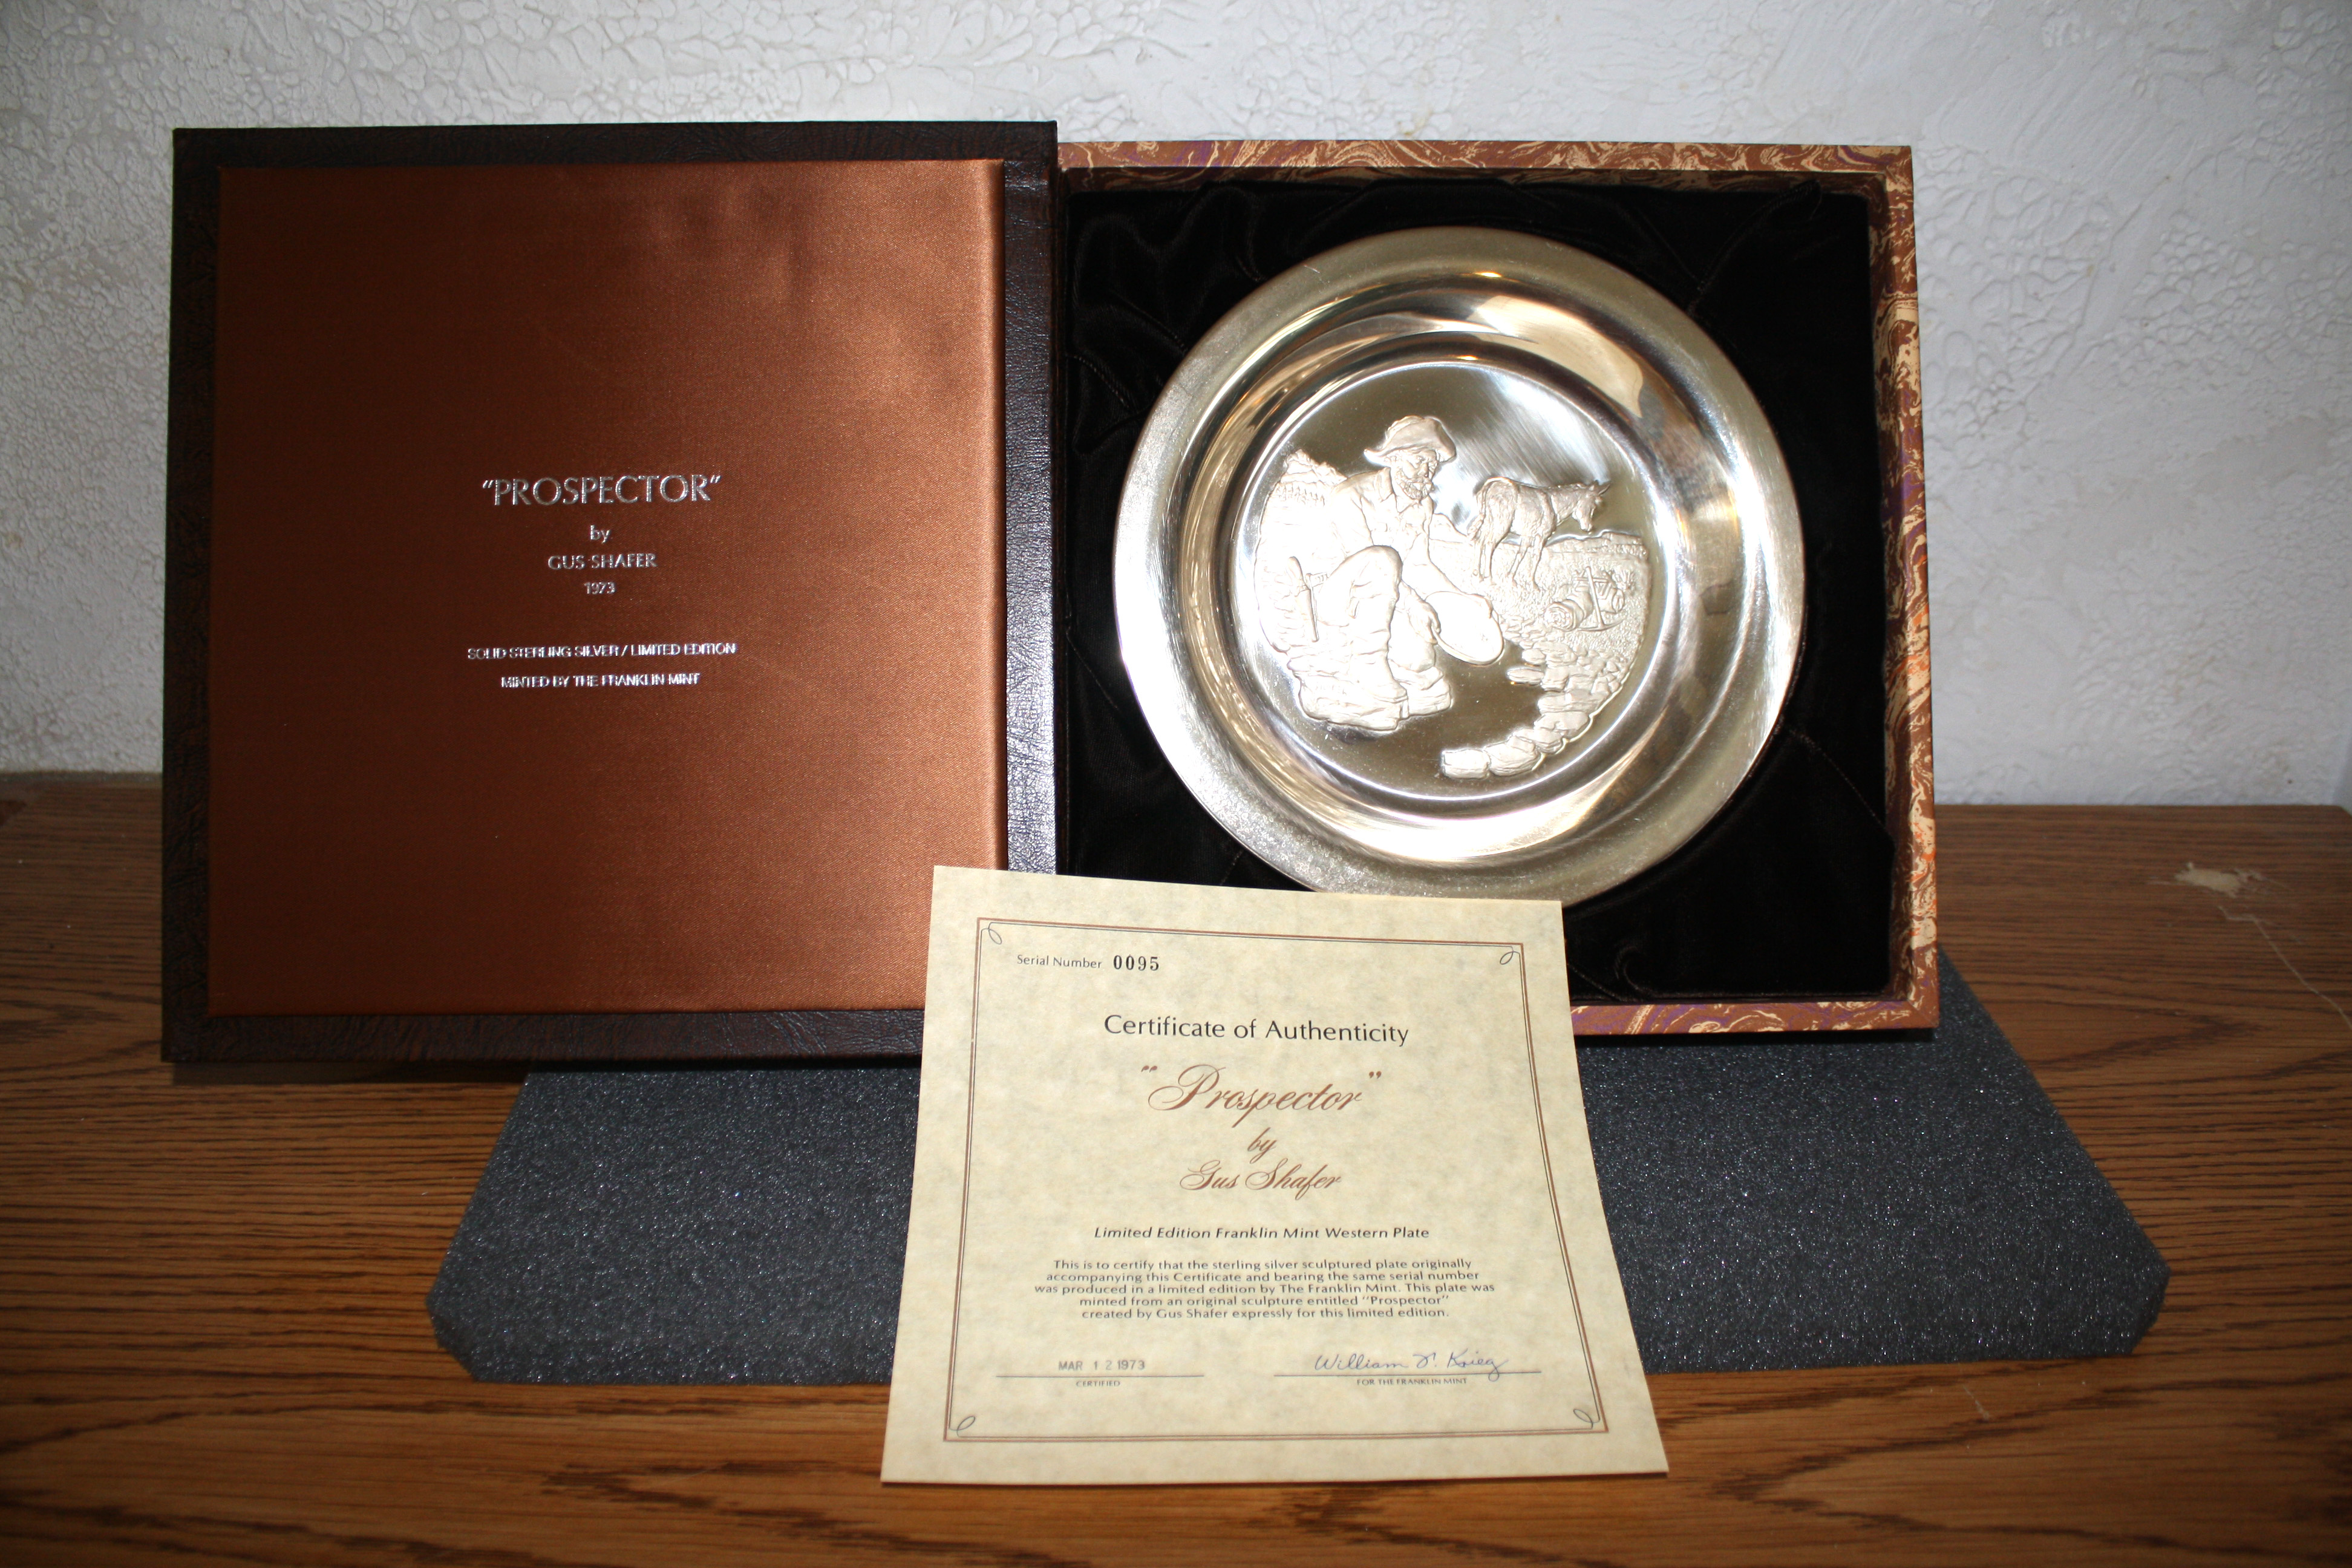 "PROSPECTOR"
by
GUS SHAFER
1973
SOLID STERLING SILVER / LIMITED EDITION
MINTED BY THE FRANKLIN MINT
Serial Number 0095
Certificate of Authenticity
"Prospector"
by
Gus Shafer
Limited Edition Franklin Mint Western Plate
This is to certify that the sterling silver sculptured plate originally
accompanying this Certificate and bearing the same serial number
was produced in a limited edition by The Franklin Mint. This plate was
minted from an original sculpture entitled "Prospector"
created by Gus Shafer expressly for this limited edition.
MAR 12 1973
William T. Krieg
CERTIFIED
FOR THE FRANKLIN MINT